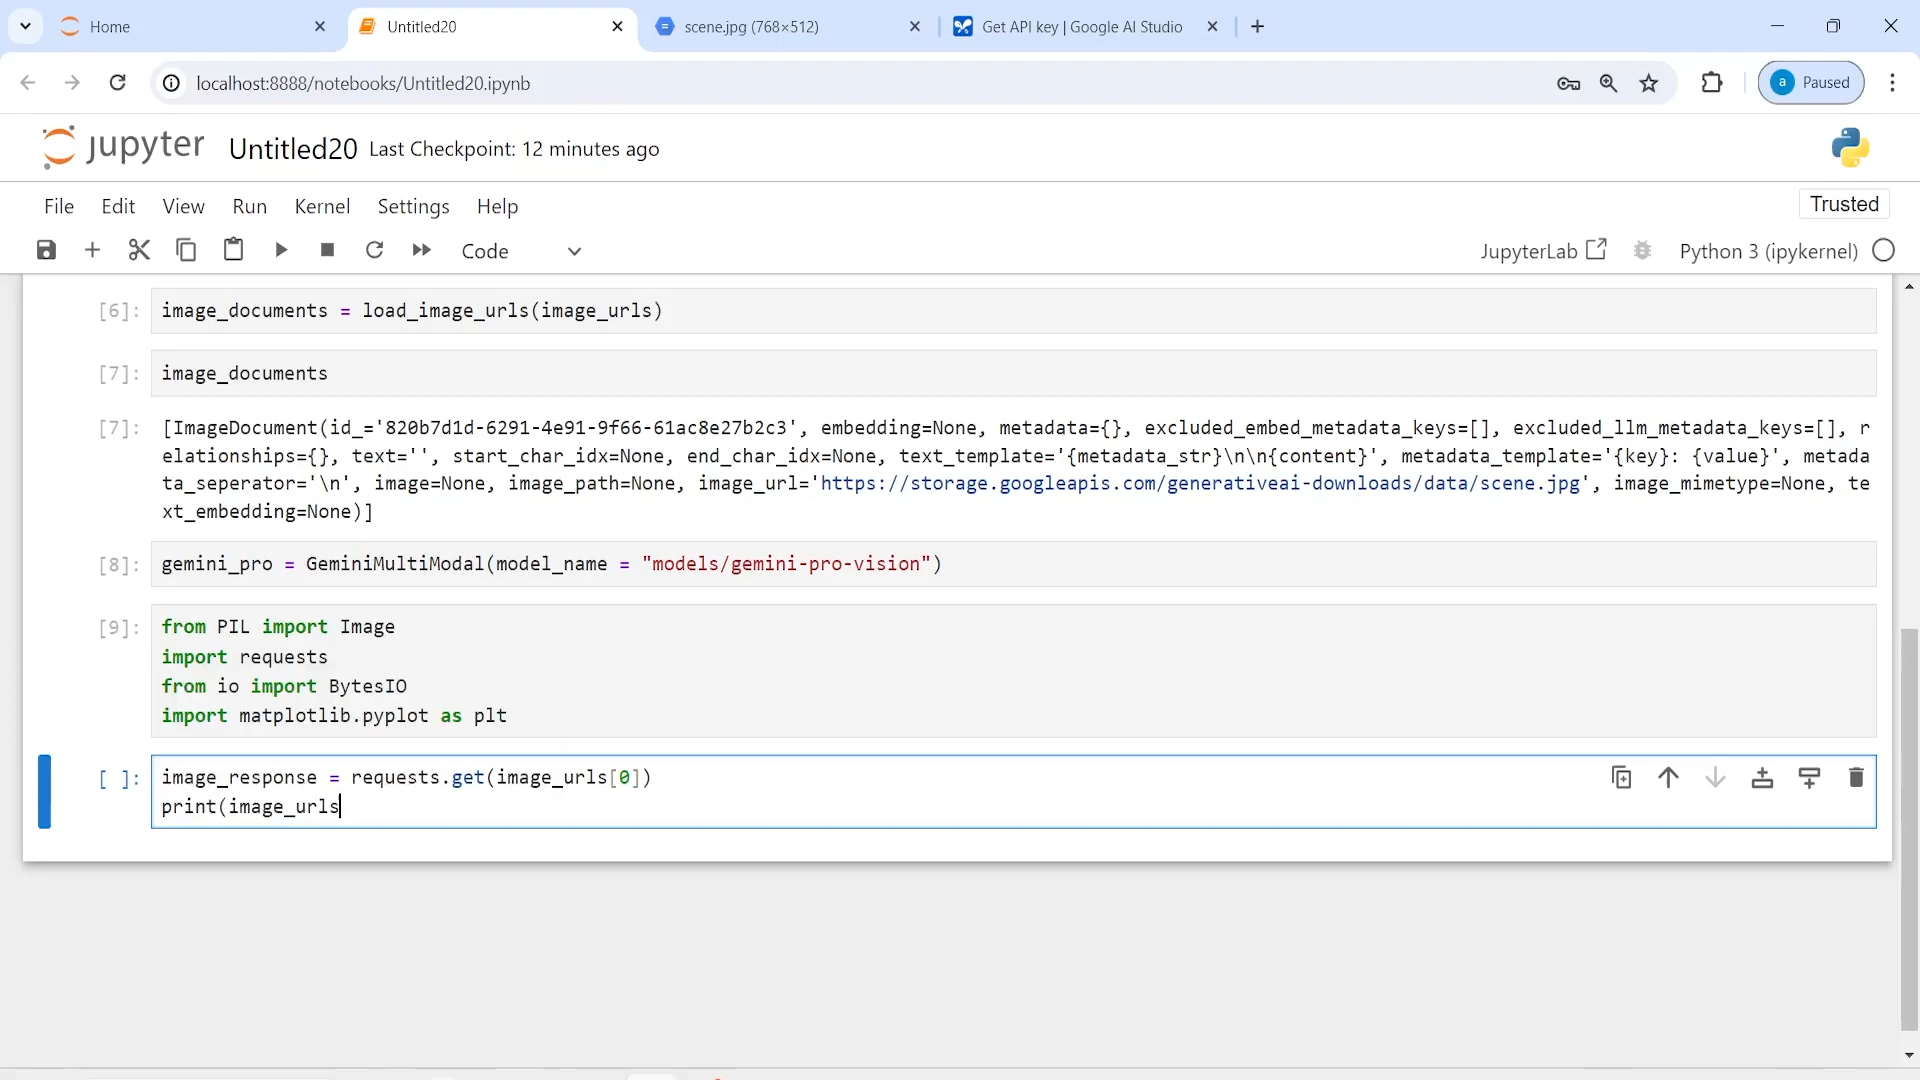 Home
Untitled20
scene.jpg (768×512)
Get API key | Google AI Studio
localhost:8888/notebooks/Untitled20.ipynb
a Paused
jupyter Untitled20 Last Checkpoint: 12 minutes ago
File Edit View Run Kernel Settings Help
Trusted
Code
JupyterLab
Python 3 (ipykernel)
[6]: image_documents = load_image_urls(image_urls)
[7]: image_documents
[7]: [ImageDocument(id_='820b7d1d-6291-4e91-9f66-61ac8e27b2c3', embedding=None, metadata={}, excluded_embed_metadata_keys=[], excluded_llm_metadata_keys=[], r
elationships={}, text='', start_char_idx=None, end_char_idx=None, text_template='{metadata_str}\n\n{content}', metadata_template='{key}: {value}', metada
ta_seperator='\n', image=None, image_path=None, image_url='https://storage.googleapis.com/generativeai-downloads/data/scene.jpg', image_mimetype=None, te
xt_embedding=None)]
[8]: gemini_pro = GeminiMultiModal(model_name = "models/gemini-pro-vision")
[9]: from PIL import Image
import requests
from io import BytesIO
import matplotlib.pyplot as plt
[ ]: image_response = requests.get(image_urls[0])
print(image_urls